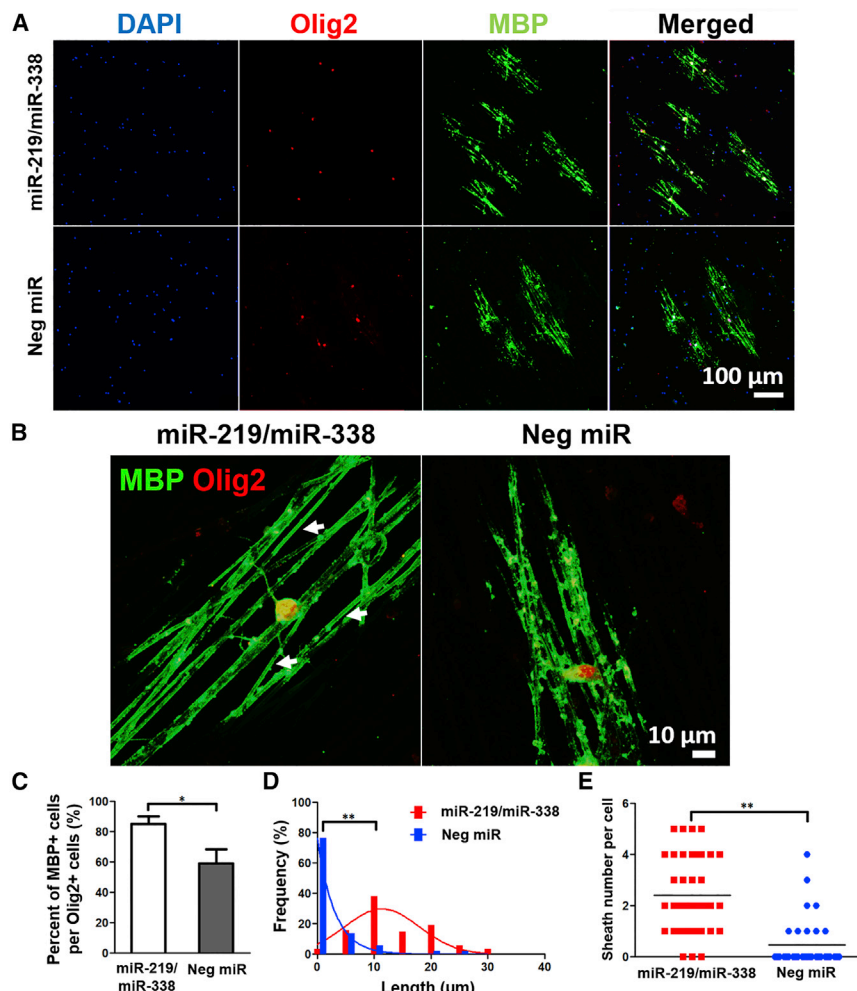 A
DAPI Olig2 MBP Merged
miR-219/miR-338
Neg miR
100 μm
B
miR-219/miR-338 Neg miR
MBP Olig2
10 μm
C
Percent of MBP+ cells
per Olig2+ cells (%)
100
80
60
40
20
0
*
miR-219/
miR-338
Neg miR
D
Frequency (%)
100
80
60
40
20
0
**
miR-219/miR-338
Neg miR
0 10 20 30 40
Length (μm)
E
Sheath number per cell
6
4
2
0
**
miR-219/miR-338 Neg miR